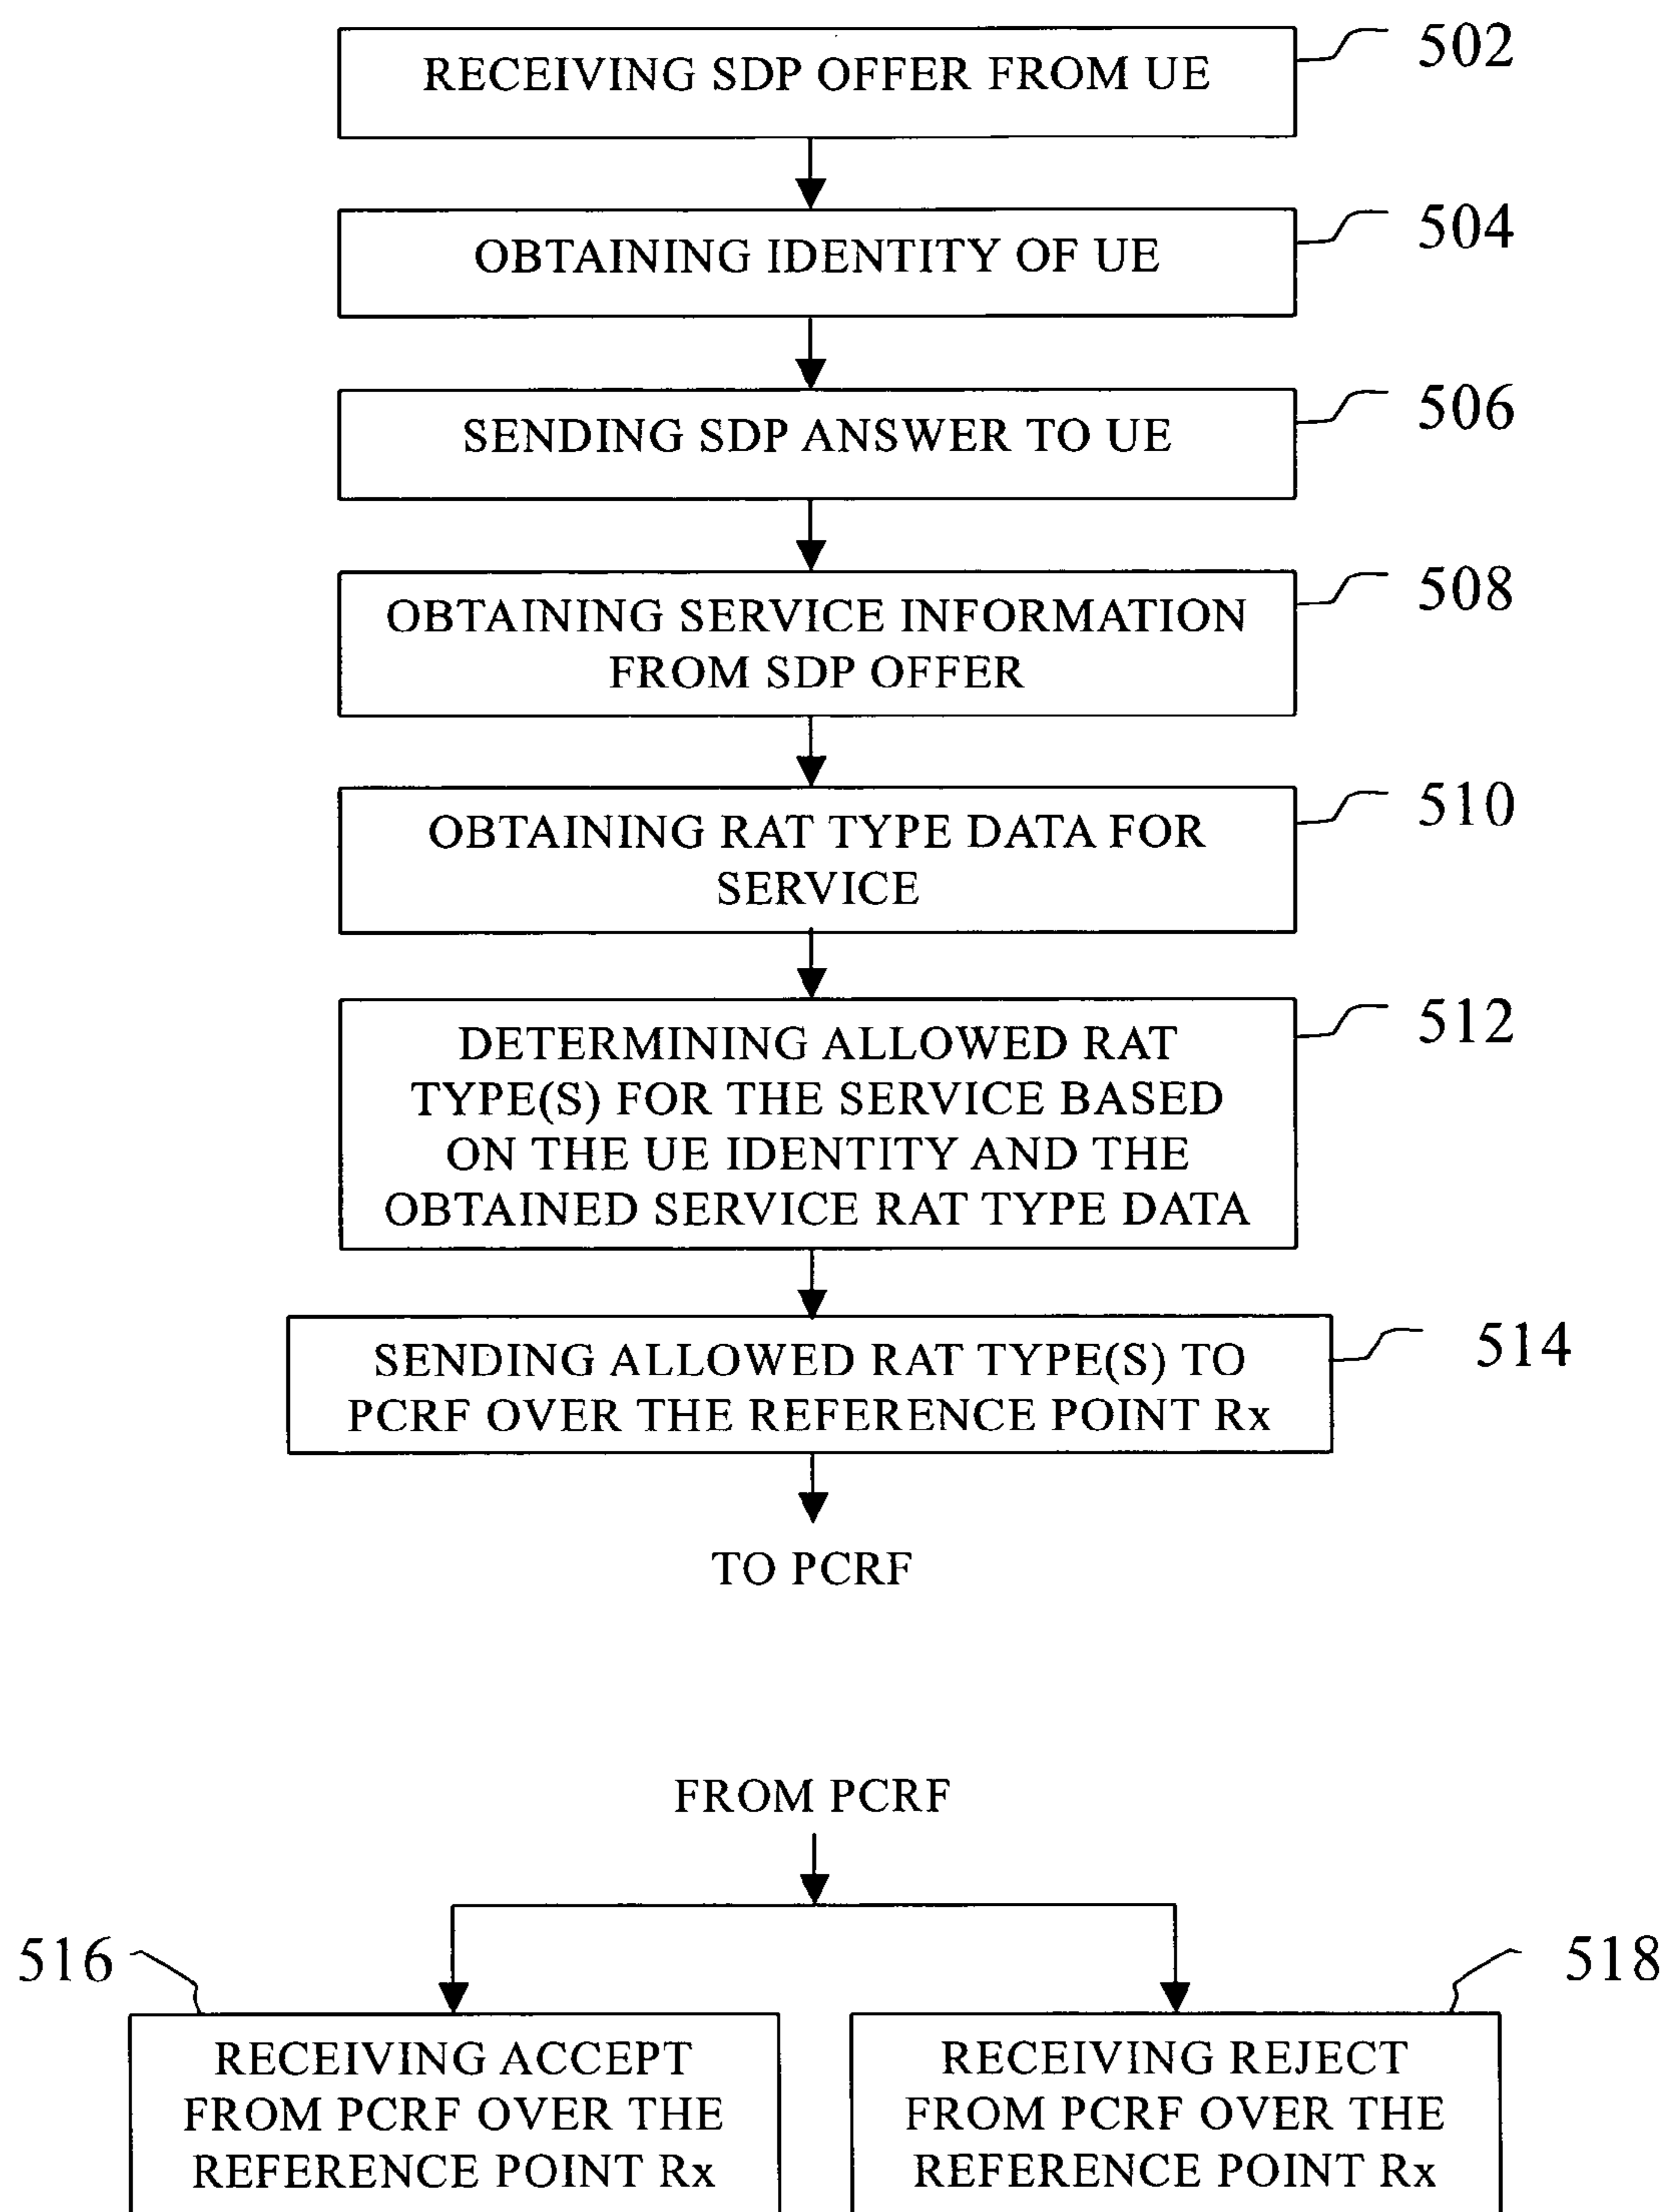 RECEIVING SDP OFFER FROM UE
502
OBTAINING IDENTITY OF UE
504
SENDING SDP ANSWER TO UE
506
OBTAINING SERVICE INFORMATION
FROM SDP OFFER
508
OBTAINING RAT TYPE DATA FOR
SERVICE
510
DETERMINING ALLOWED RAT
TYPE(S) FOR THE SERVICE BASED
ON THE UE IDENTITY AND THE
OBTAINED SERVICE RAT TYPE DATA
512
SENDING ALLOWED RAT TYPE(S) TO
PCRF OVER THE REFERENCE POINT Rx
514
TO PCRF
FROM PCRF
516
518
RECEIVING ACCEPT
FROM PCRF OVER THE
REFERENCE POINT Rx
RECEIVING REJECT
FROM PCRF OVER THE
REFERENCE POINT Rx